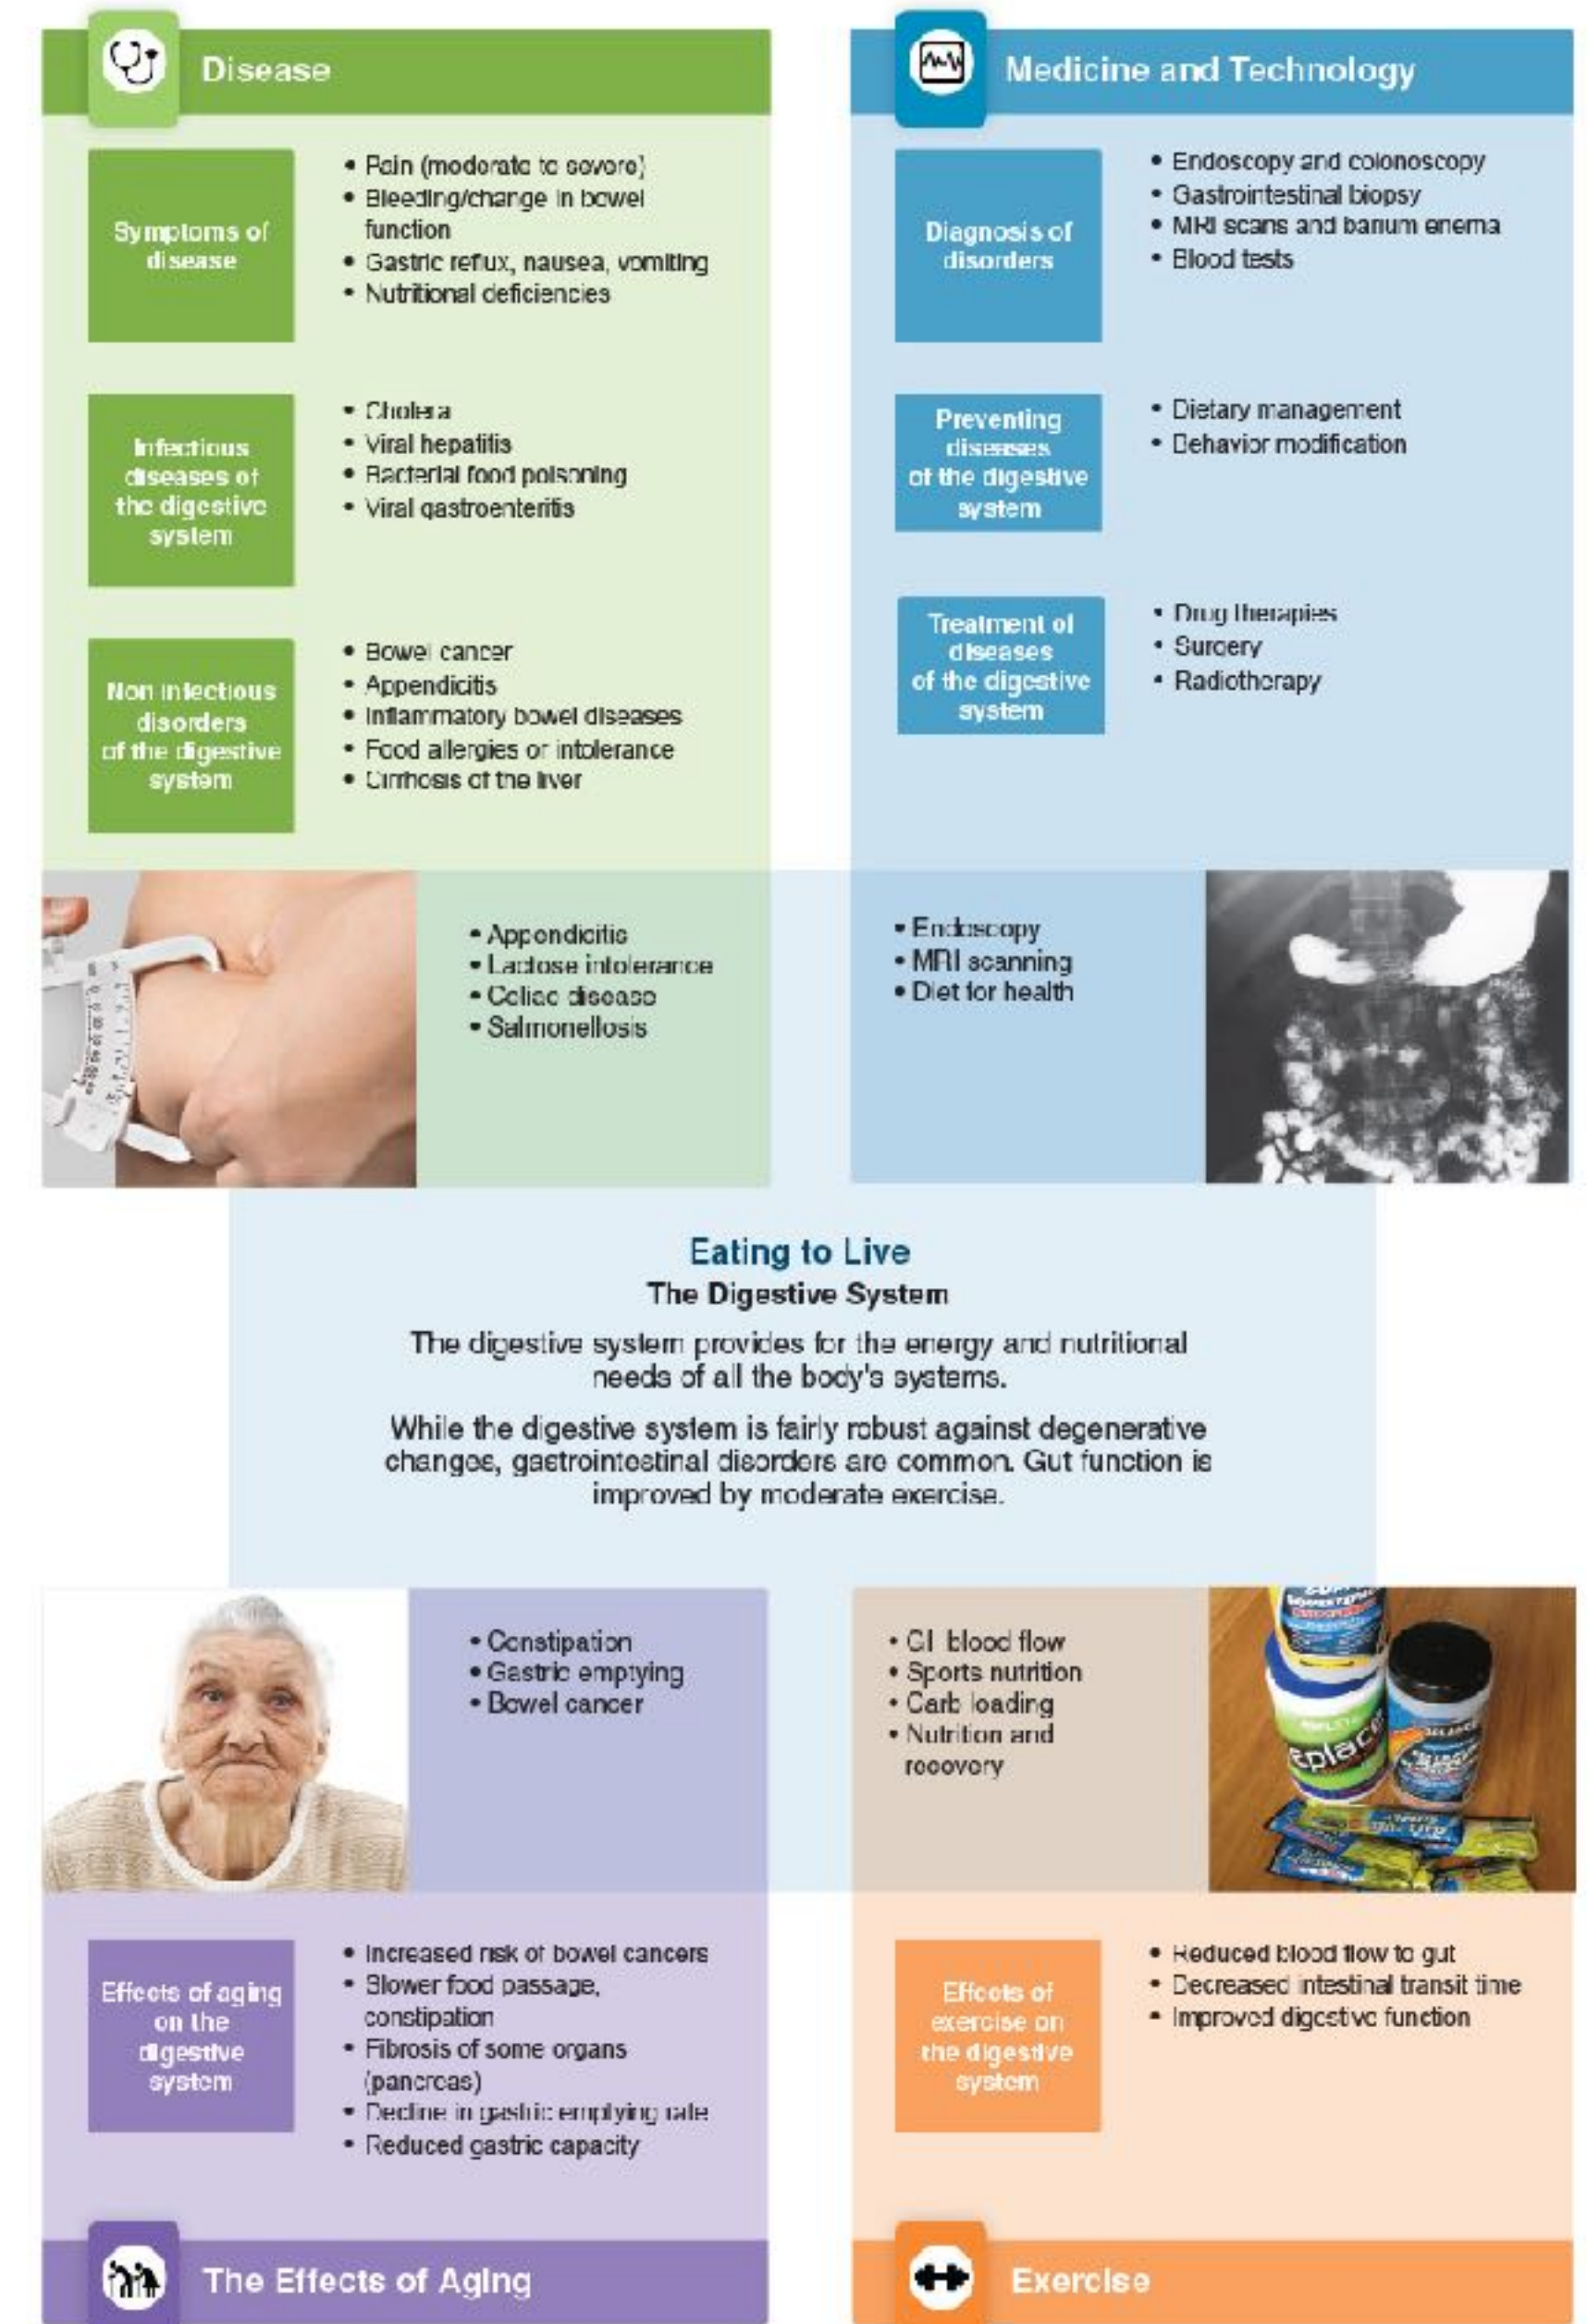 Disease
Symptoms of
disease
• Pain (moderate to severe)
• Bleeding/change in bowel
function
• Gastric reflux, nausea, vomiting
• Nutritional deficiencies
Infectious
diseases of
the digestive
system
• Cholera
• Viral hepatitis
• Bacterial food poisoning
• Viral gastroenteritis
Non infectious
disorders
of the digestive
system
• Bowel cancer
• Appendicitis
• Inflammatory bowel diseases
• Food allergies or intolerance
• Cirrhosis of the liver
• Appendicitis
• Lactose intolerance
• Celiac disease
• Salmonellosis
Medicine and Technology
Diagnosis of
disorders
• Endoscopy and colonoscopy
• Gastrointestinal biopsy
• MRI scans and barium enema
• Blood tests
Preventing
diseases
of the digestive
system
• Dietary management
• Behavior modification
Treatment of
diseases
of the digestive
system
• Drug therapies
• Surgery
• Radiotherapy
• Endoscopy
• MRI scanning
• Diet for health
Eating to Live
The Digestive System
The digestive system provides for the energy and nutritional
needs of all the body's systems.
While the digestive system is fairly robust against degenerative
changes, gastrointestinal disorders are common. Gut function is
improved by moderate exercise.
• Constipation
• Gastric emptying
• Bowel cancer
Effects of aging
on the
digestive
system
• Increased risk of bowel cancers
• Slower food passage,
constipation
• Fibrosis of some organs
(pancreas)
• Decline in gastric emptying rate
• Reduced gastric capacity
The Effects of Aging
• GI blood flow
• Sports nutrition
• Carb loading
• Nutrition and
recovery
Effects of
exercise on
the digestive
system
• Reduced blood flow to gut
• Decreased intestinal transit time
• Improved digestive function
Exercise